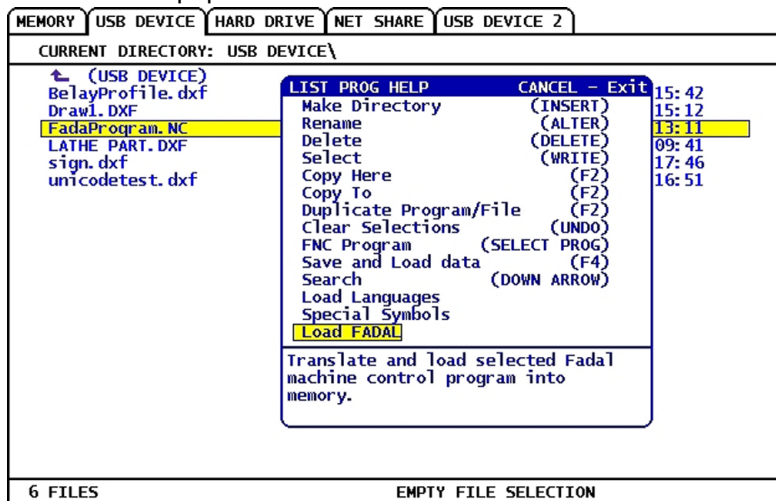 MEMORY USB DEVICE HARD DRIVE NET SHARE USB DEVICE 2
CURRENT DIRECTORY: USB DEVICE\
(USB DEVICE)
BelayProfile.dxf 15:42
Draw1.DXF 15:12
FadaProgram.NC 13:11
LATHE PART.DXF 09:41
sign.dxf 17:46
unicodetest.dxf 16:51
LIST PROG HELP CANCEL - Exit
Make Directory (INSERT)
Rename (ALTER)
Delete (DELETE)
Select (WRITE)
Copy Here (F2)
Copy To (F2)
Duplicate Program/File (F2)
Clear Selections (UNDO)
FNC Program (SELECT PROG)
Save and Load data (F4)
Search (DOWN ARROW)
Load Languages
Special Symbols
Load FADAL
Translate and load selected Fadal
machine control program into
memory.
6 FILES EMPTY FILE SELECTION